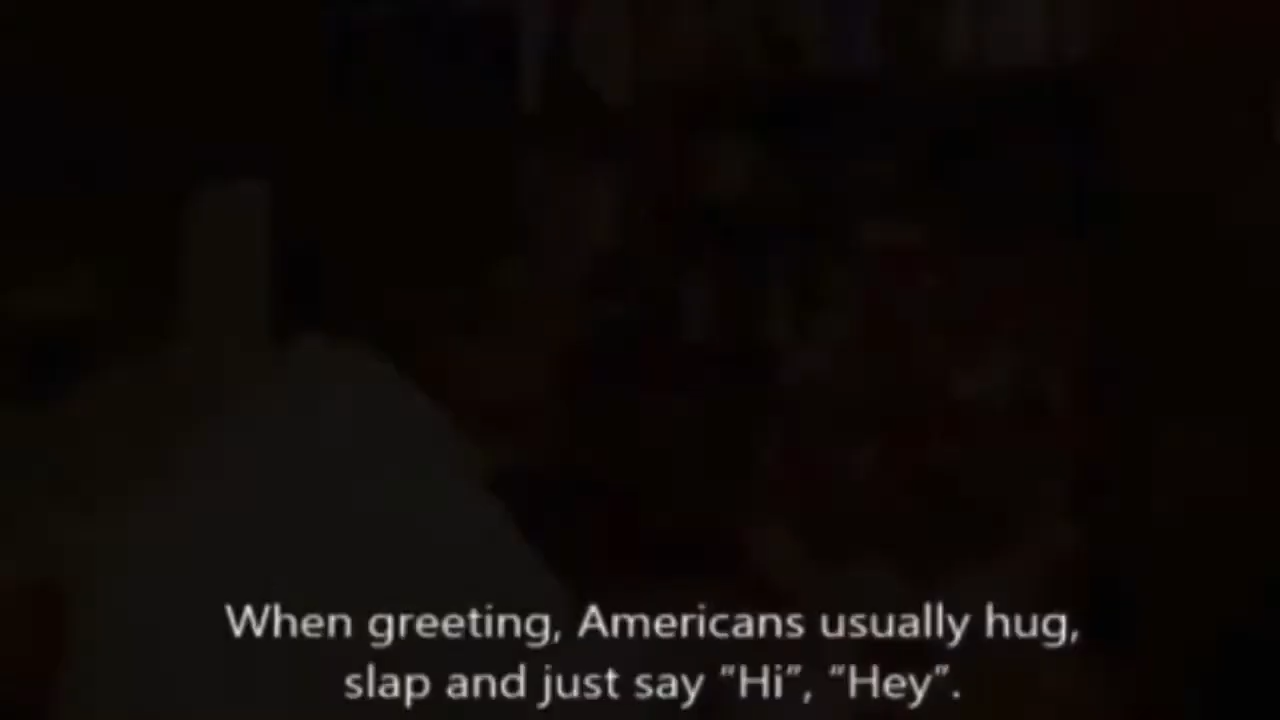 When greeting, Americans usually hug,
slap and just say “Hi”, “Hey”.